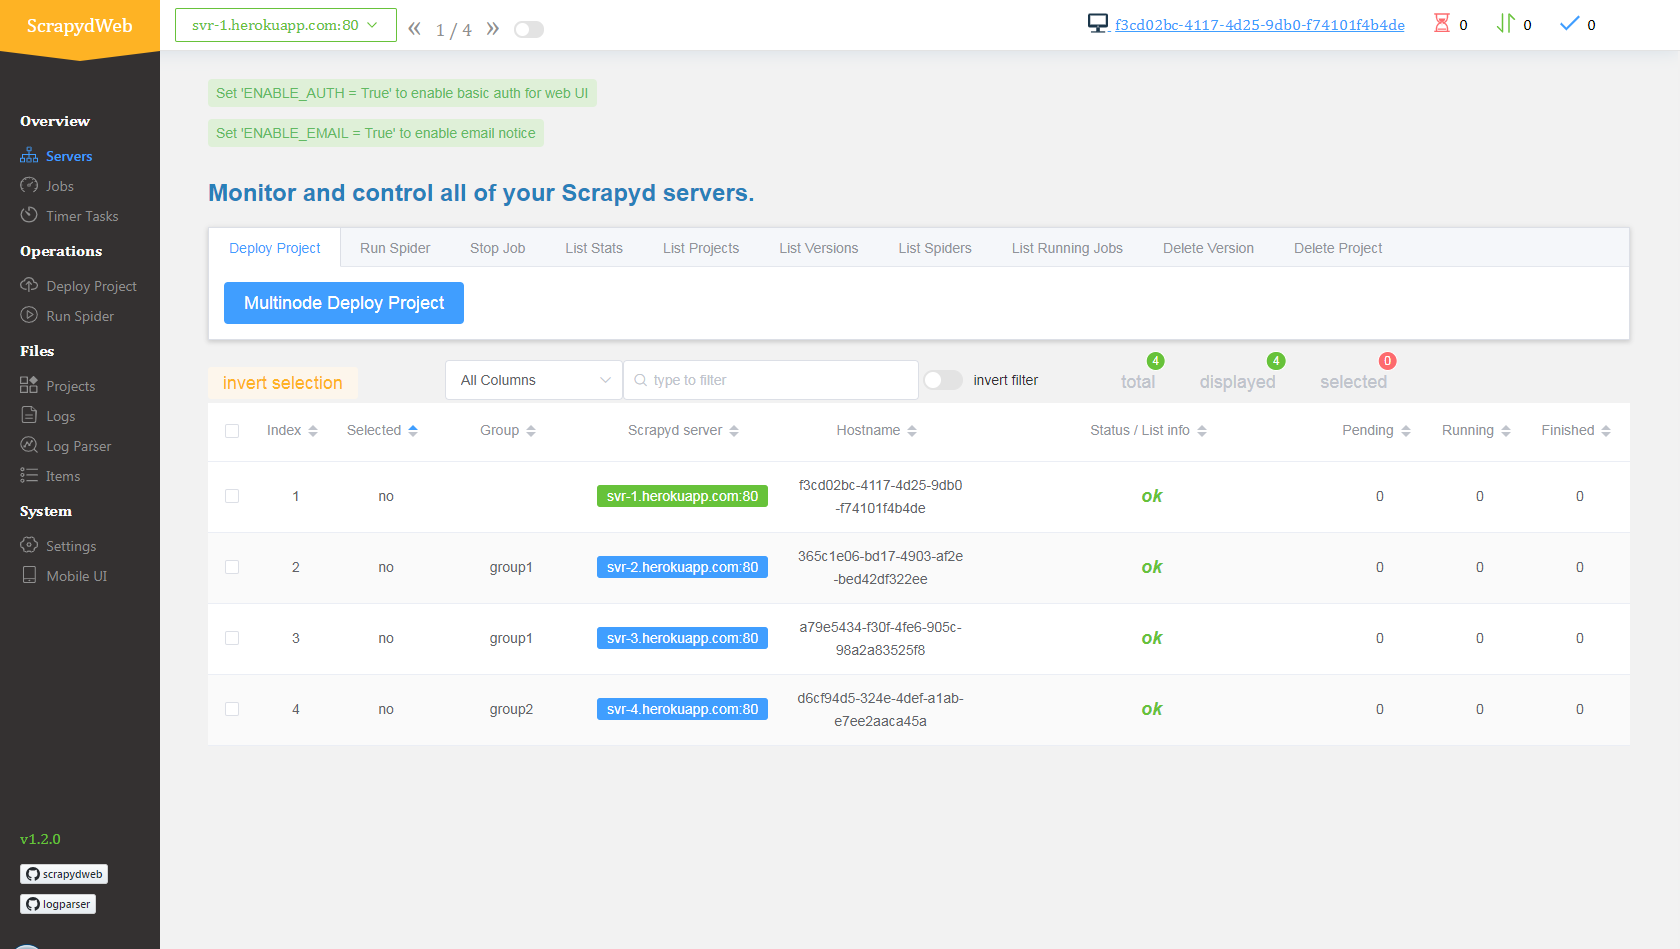 ScrapydWeb
svr-1.herokuapp.com:80
« 1 / 4 »
f3cd02bc-4117-4d25-9db0-f74101f4b4de
0
0
0
Overview
Servers
Jobs
Timer Tasks
Operations
Deploy Project
Run Spider
Files
Projects
Logs
Log Parser
Items
System
Settings
Mobile UI
v1.2.0
scrapydweb
logparser
Set 'ENABLE_AUTH = True' to enable basic auth for web UI
Set 'ENABLE_EMAIL = True' to enable email notice
Monitor and control all of your Scrapyd servers.
Deploy Project Run Spider Stop Job List Stats List Projects List Versions List Spiders List Running Jobs Delete Version Delete Project
Multinode Deploy Project
invert selection
All Columns
type to filter
invert filter
4
total
4
displayed
0
selected
Index Selected Group Scrapyd server Hostname Status / List info Pending Running Finished
1 no svr-1.herokuapp.com:80 f3cd02bc-4117-4d25-9db0
-f74101f4b4de ok 0 0 0
2 no group1 svr-2.herokuapp.com:80 365c1e06-bd17-4903-af2e
-bed42df322ee ok 0 0 0
3 no group1 svr-3.herokuapp.com:80 a79e5434-f30f-4fe6-905c-
98a2a83525f8 ok 0 0 0
4 no group2 svr-4.herokuapp.com:80 d6cf94d5-324e-4def-a1ab-
e7ee2aaca45a ok 0 0 0